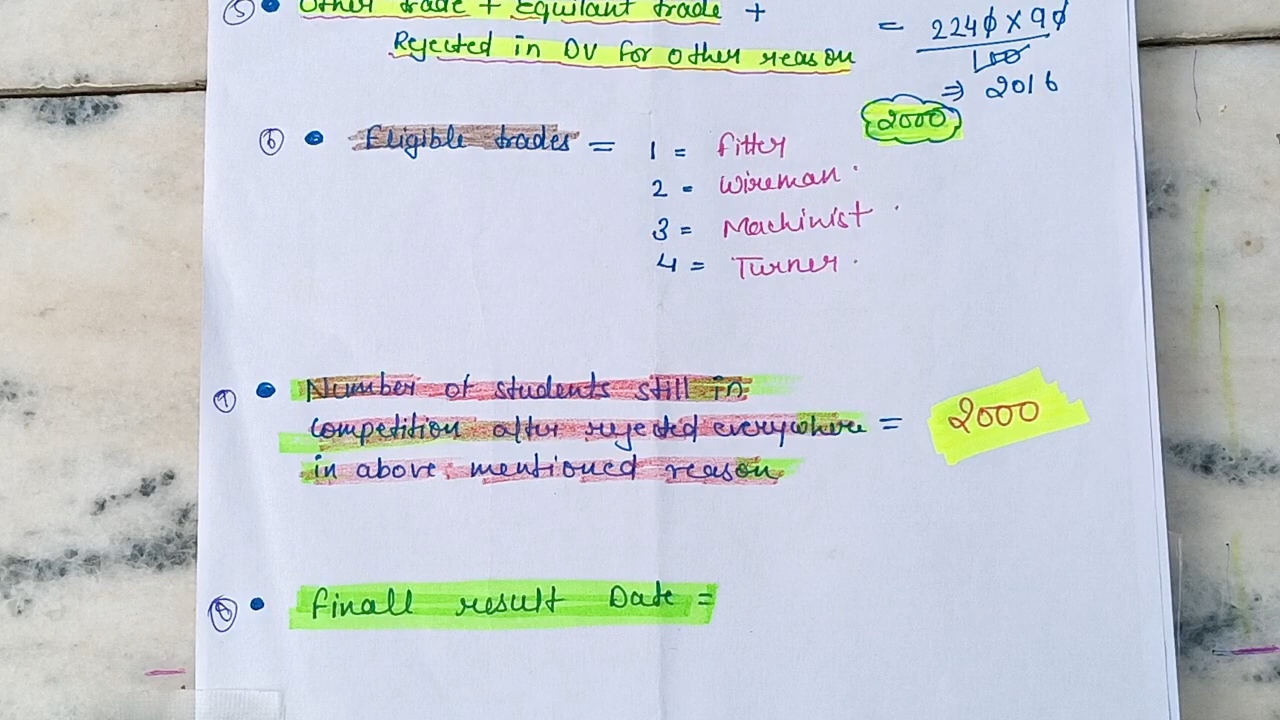 5 • Other trade + Equilant trade +
Rejected in DV for other reason = 2240 x 90
100
⇒ 2016
2000
6 • Eligible trades = 1 = Fitter
2 = Wireman
3 = Machinist
4 = Turner
7 • Number of students still in
competition after rejected everywhere = 2000
in above mentioned reason
8 • Finall result Date =